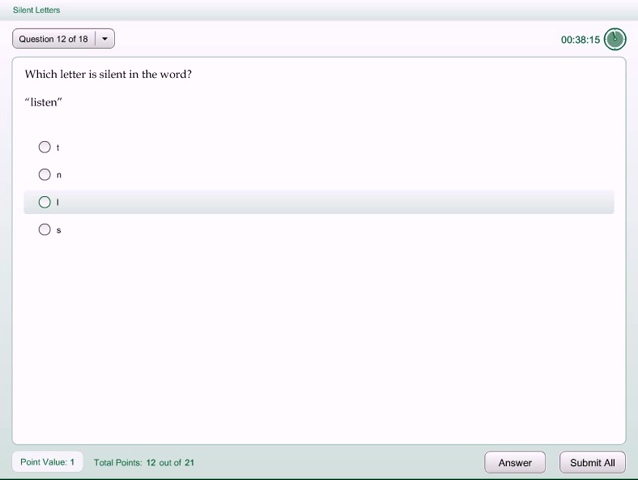 Silent Letters
Question 12 of 18
00:38:15
Which letter is silent in the word?
“listen”
t
n
l
s
Point Value: 1
Total Points: 12 out of 21
Answer
Submit All